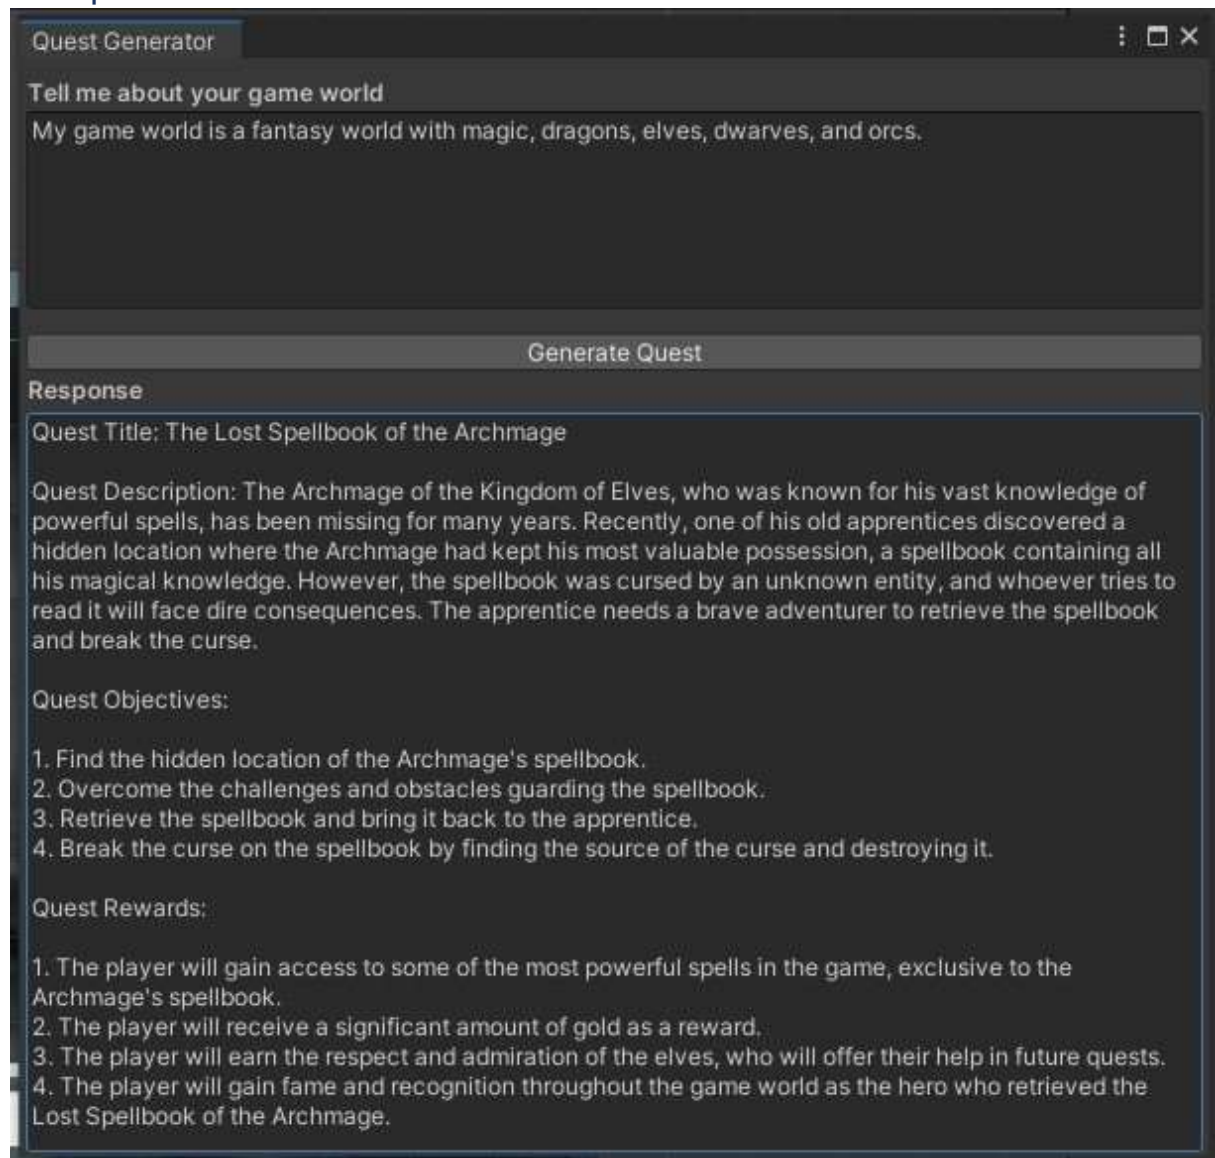 Quest Generator
Tell me about your game world
My game world is a fantasy world with magic, dragons, elves, dwarves, and orcs.
Generate Quest
Response
Quest Title: The Lost Spellbook of the Archmage
Quest Description: The Archmage of the Kingdom of Elves, who was known for his vast knowledge of
powerful spells, has been missing for many years. Recently, one of his old apprentices discovered a
hidden location where the Archmage had kept his most valuable possession, a spellbook containing all
his magical knowledge. However, the spellbook was cursed by an unknown entity, and whoever tries to
read it will face dire consequences. The apprentice needs a brave adventurer to retrieve the spellbook
and break the curse.
Quest Objectives:
1. Find the hidden location of the Archmage's spellbook.
2. Overcome the challenges and obstacles guarding the spellbook.
3. Retrieve the spellbook and bring it back to the apprentice.
4. Break the curse on the spellbook by finding the source of the curse and destroying it.
Quest Rewards:
1. The player will gain access to some of the most powerful spells in the game, exclusive to the
Archmage's spellbook.
2. The player will receive a significant amount of gold as a reward.
3. The player will earn the respect and admiration of the elves, who will offer their help in future quests.
4. The player will gain fame and recognition throughout the game world as the hero who retrieved the
Lost Spellbook of the Archmage.